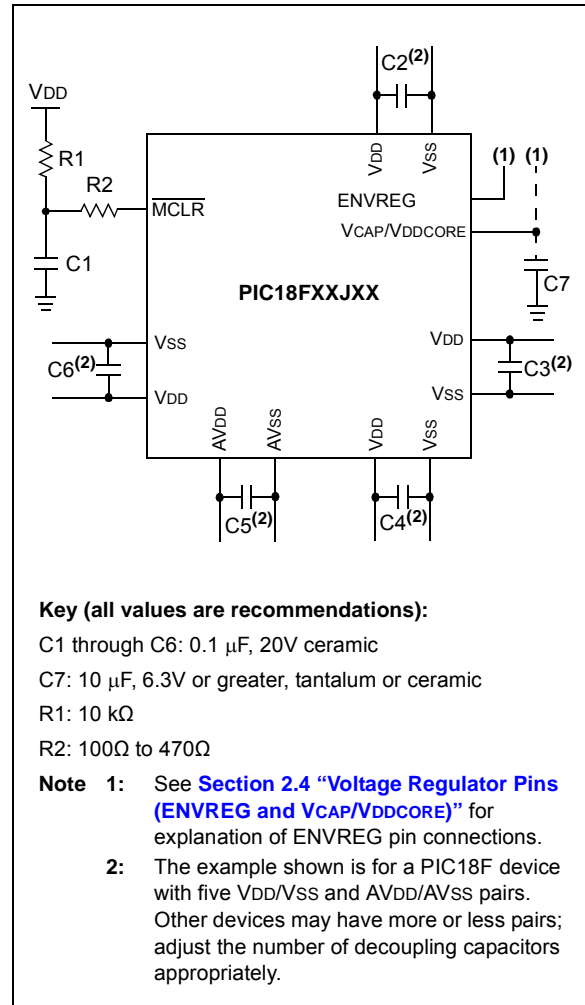 C2(2)
VDD
R1
VDD
VSS
(1) (1)
R2
MCLR
ENVREG
VCAP/VDDCORE
C1
C7
PIC18FXXJXX
VSS
VDD
C6(2)
C3(2)
VDD
VSS
AVDD
AVSS
VDD
VSS
C5(2)
C4(2)
Key (all values are recommendations):
C1 through C6: 0.1 μF, 20V ceramic
C7: 10 μF, 6.3V or greater, tantalum or ceramic
R1: 10 kΩ
R2: 100Ω to 470Ω
Note 1: See Section 2.4 “Voltage Regulator Pins
(ENVREG and VCAP/VDDCORE)” for
explanation of ENVREG pin connections.
2: The example shown is for a PIC18F device
with five VDD/VSS and AVDD/AVSS pairs.
Other devices may have more or less pairs;
adjust the number of decoupling capacitors
appropriately.